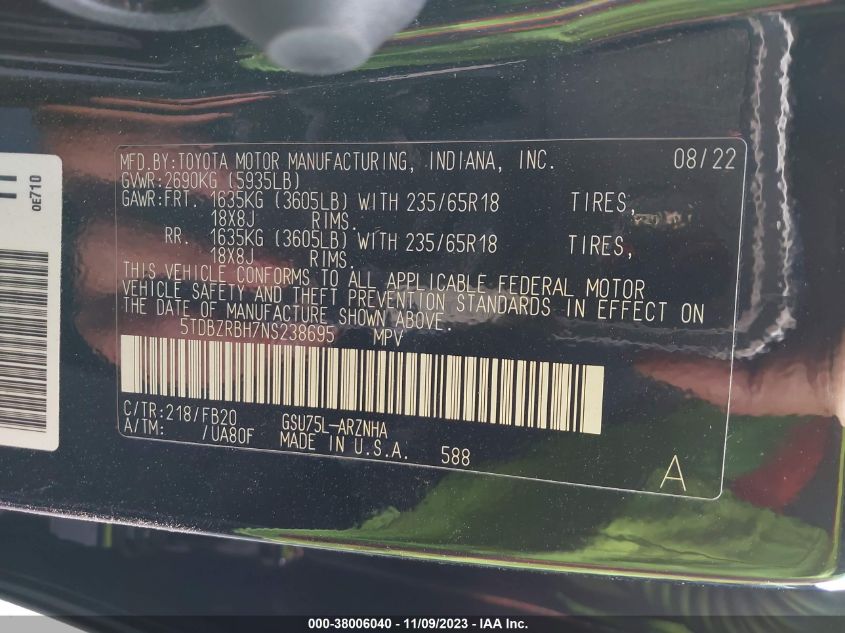 MFD.BY:TOYOTA MOTOR MANUFACTURING, INDIANA, INC. 08/22
GVWR:2690KG (5935LB)
GAWR:FRT. 1635KG (3605LB) WITH 235/65R18 TIRES,
18X8J RIMS.
RR. 1635KG (3605LB) WITH 235/65R18 TIRES,
18X8J RIMS.
THIS VEHICLE CONFORMS TO ALL APPLICABLE FEDERAL MOTOR
VEHICLE SAFETY AND THEFT PREVENTION STANDARDS IN EFFECT ON
THE DATE OF MANUFACTURE SHOWN ABOVE.
5TDBZRBH7NS238695 MPV
C/TR:218/FB20 GSU75L-ARZNHA
A/TM: /UA80F MADE IN U.S.A. 588
A
0E710
000-38006040 - 11/09/2023 - IAA Inc.